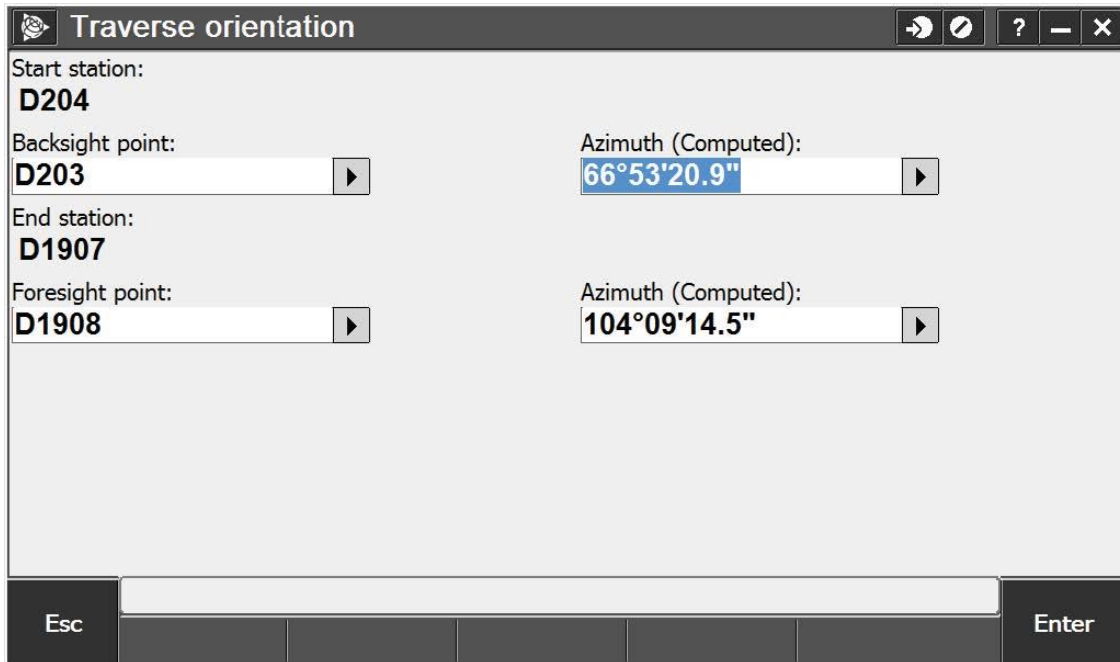 Traverse orientation
?
Start station:
D204
Backsight point:
Azimuth (Computed):
D203
66°53'20.9"
End station:
D1907
Foresight point:
Azimuth (Computed):
D1908
104°09'14.5"
Esc
Enter